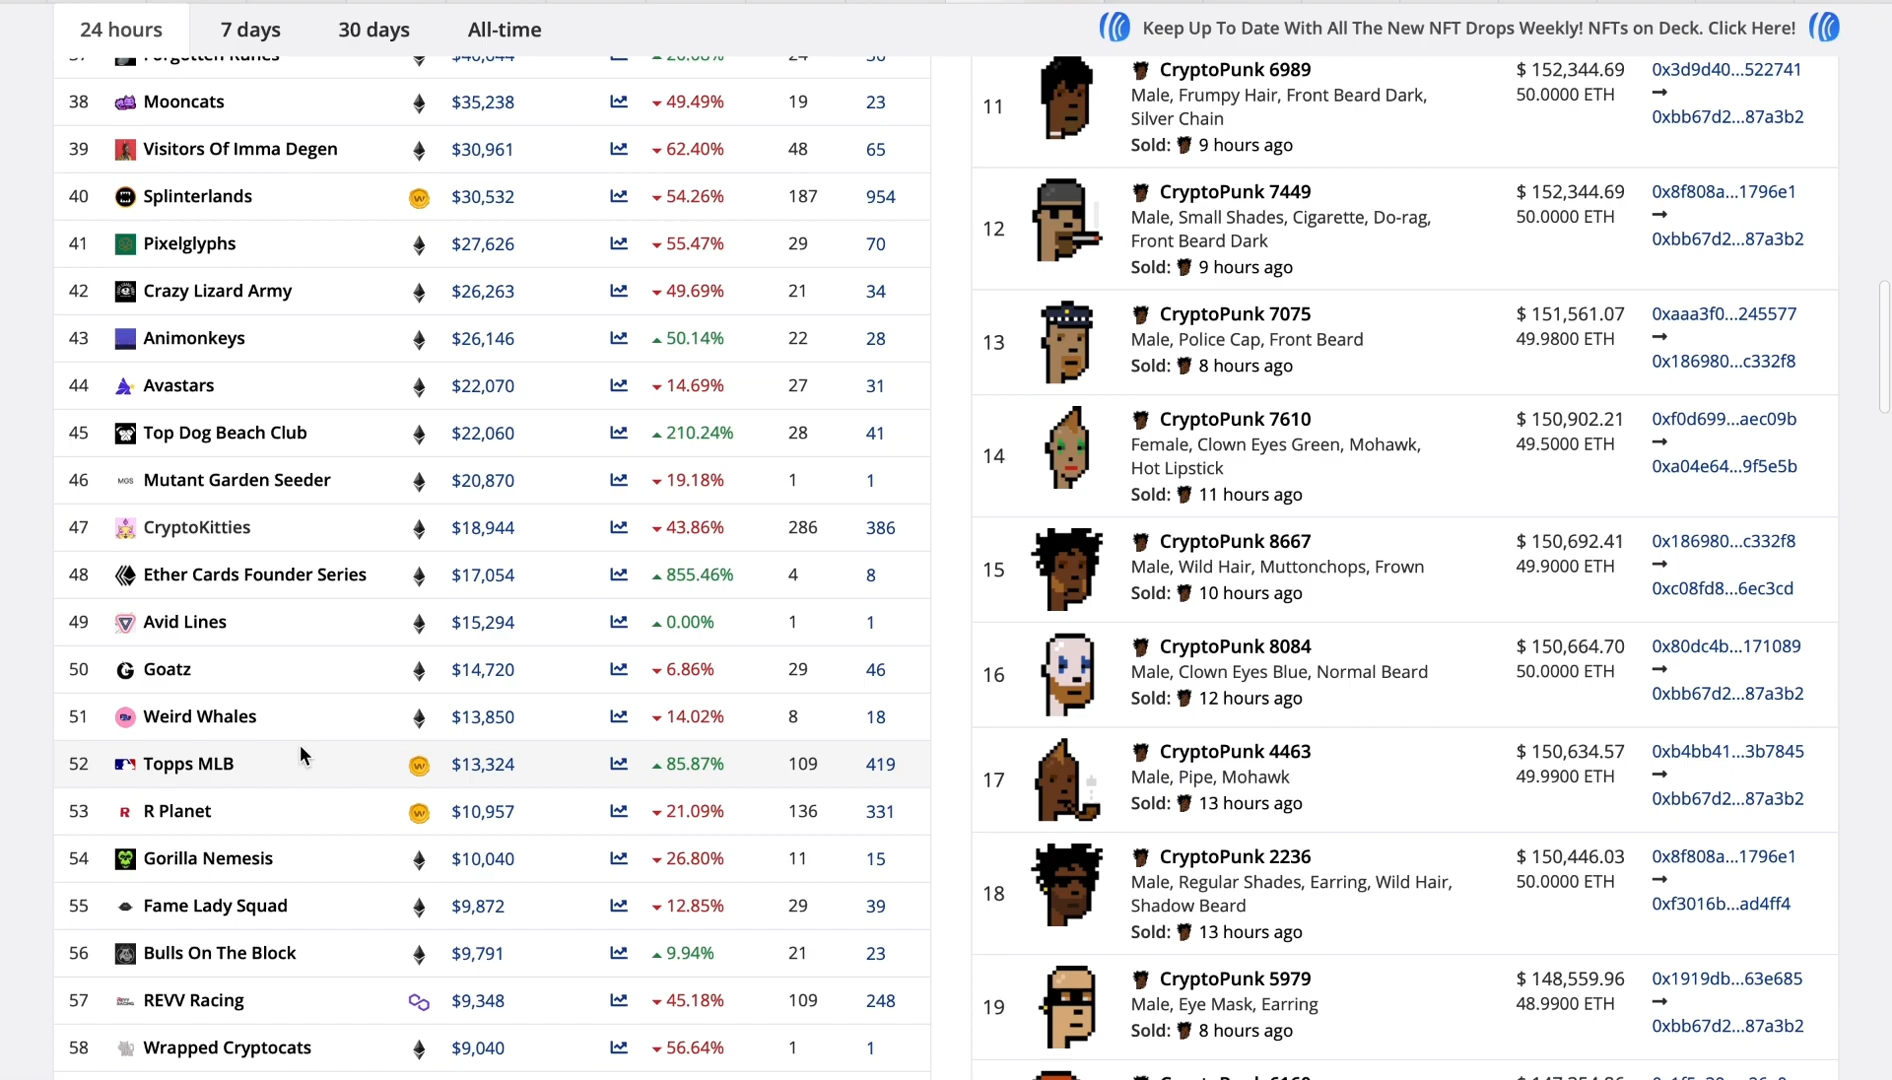 24 hours 7 days 30 days All-time
Keep Up To Date With All The New NFT Drops Weekly! NFTs on Deck. Click Here!
38 Mooncats $35,238 49.49% 19 23
39 Visitors Of Imma Degen $30,961 62.40% 48 65
40 Splinterlands $30,532 54.26% 187 954
41 Pixelglyphs $27,626 55.47% 29 70
42 Crazy Lizard Army $26,263 49.69% 21 34
43 Animonkeys $26,146 50.14% 22 28
44 Avastars $22,070 14.69% 27 31
45 Top Dog Beach Club $22,060 210.24% 28 41
46 MGS Mutant Garden Seeder $20,870 19.18% 1 1
47 CryptoKitties $18,944 43.86% 286 386
48 Ether Cards Founder Series $17,054 855.46% 4 8
49 Avid Lines $15,294 0.00% 1 1
50 Goatz $14,720 6.86% 29 46
51 Weird Whales $13,850 14.02% 8 18
52 Topps MLB $13,324 85.87% 109 419
53 R R Planet $10,957 21.09% 136 331
54 Gorilla Nemesis $10,040 26.80% 11 15
55 Fame Lady Squad $9,872 12.85% 29 39
56 Bulls On The Block $9,791 9.94% 21 23
57 REVV Racing $9,348 45.18% 109 248
58 Wrapped Cryptocats $9,040 56.64% 1 1
CryptoPunk 6989 $ 152,344.69 0x3d9d40...522741
11 Male, Frumpy Hair, Front Beard Dark, 50.0000 ETH
Silver Chain 0xbb67d2...87a3b2
Sold: 9 hours ago
CryptoPunk 7449 $ 152,344.69 0x8f808a...1796e1
12 Male, Small Shades, Cigarette, Do-rag, 50.0000 ETH
Front Beard Dark 0xbb67d2...87a3b2
Sold: 9 hours ago
CryptoPunk 7075 $ 151,561.07 0xaaa3f0...245577
13 Male, Police Cap, Front Beard 49.9800 ETH
Sold: 8 hours ago 0x186980...c332f8
CryptoPunk 7610 $ 150,902.21 0xf0d699...aec09b
14 Female, Clown Eyes Green, Mohawk, 49.5000 ETH
Hot Lipstick 0xa04e64...9f5e5b
Sold: 11 hours ago
CryptoPunk 8667 $ 150,692.41 0x186980...c332f8
15 Male, Wild Hair, Muttonchops, Frown 49.9000 ETH
Sold: 10 hours ago 0xc08fd8...6ec3cd
CryptoPunk 8084 $ 150,664.70 0x80dc4b...171089
16 Male, Clown Eyes Blue, Normal Beard 50.0000 ETH
Sold: 12 hours ago 0xbb67d2...87a3b2
CryptoPunk 4463 $ 150,634.57 0xb4bb41...3b7845
17 Male, Pipe, Mohawk 49.9900 ETH
Sold: 13 hours ago 0xbb67d2...87a3b2
CryptoPunk 2236 $ 150,446.03 0x8f808a...1796e1
18 Male, Regular Shades, Earring, Wild Hair, 50.0000 ETH
Shadow Beard 0xf3016b...ad4ff4
Sold: 13 hours ago
CryptoPunk 5979 $ 148,559.96 0x1919db...63e685
19 Male, Eye Mask, Earring 48.9900 ETH
Sold: 8 hours ago 0xbb67d2...87a3b2